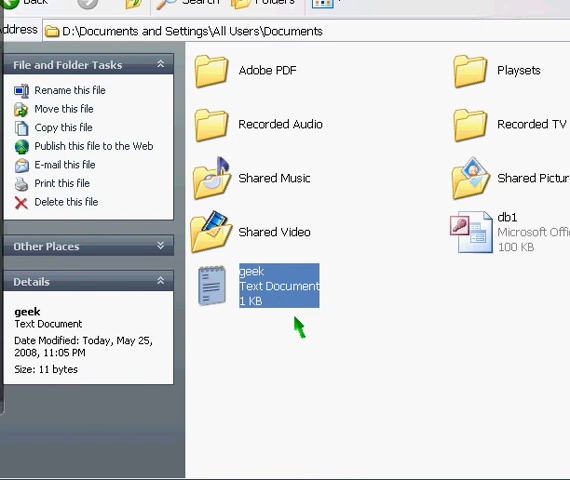 Back
Search
Folders
Address
D:\Documents and Settings\All Users\Documents
File and Folder Tasks
Rename this file
Move this file
Copy this file
Publish this file to the Web
E-mail this file
Print this file
Delete this file
Other Places
Details
geek
Text Document
Date Modified: Today, May 25,
2008, 11:05 PM
Size: 11 bytes
Adobe PDF
Playsets
Recorded Audio
Recorded TV
Shared Music
Shared Pictur
Shared Video
db1
Microsoft Offic
100 KB
geek
Text Document
1 KB